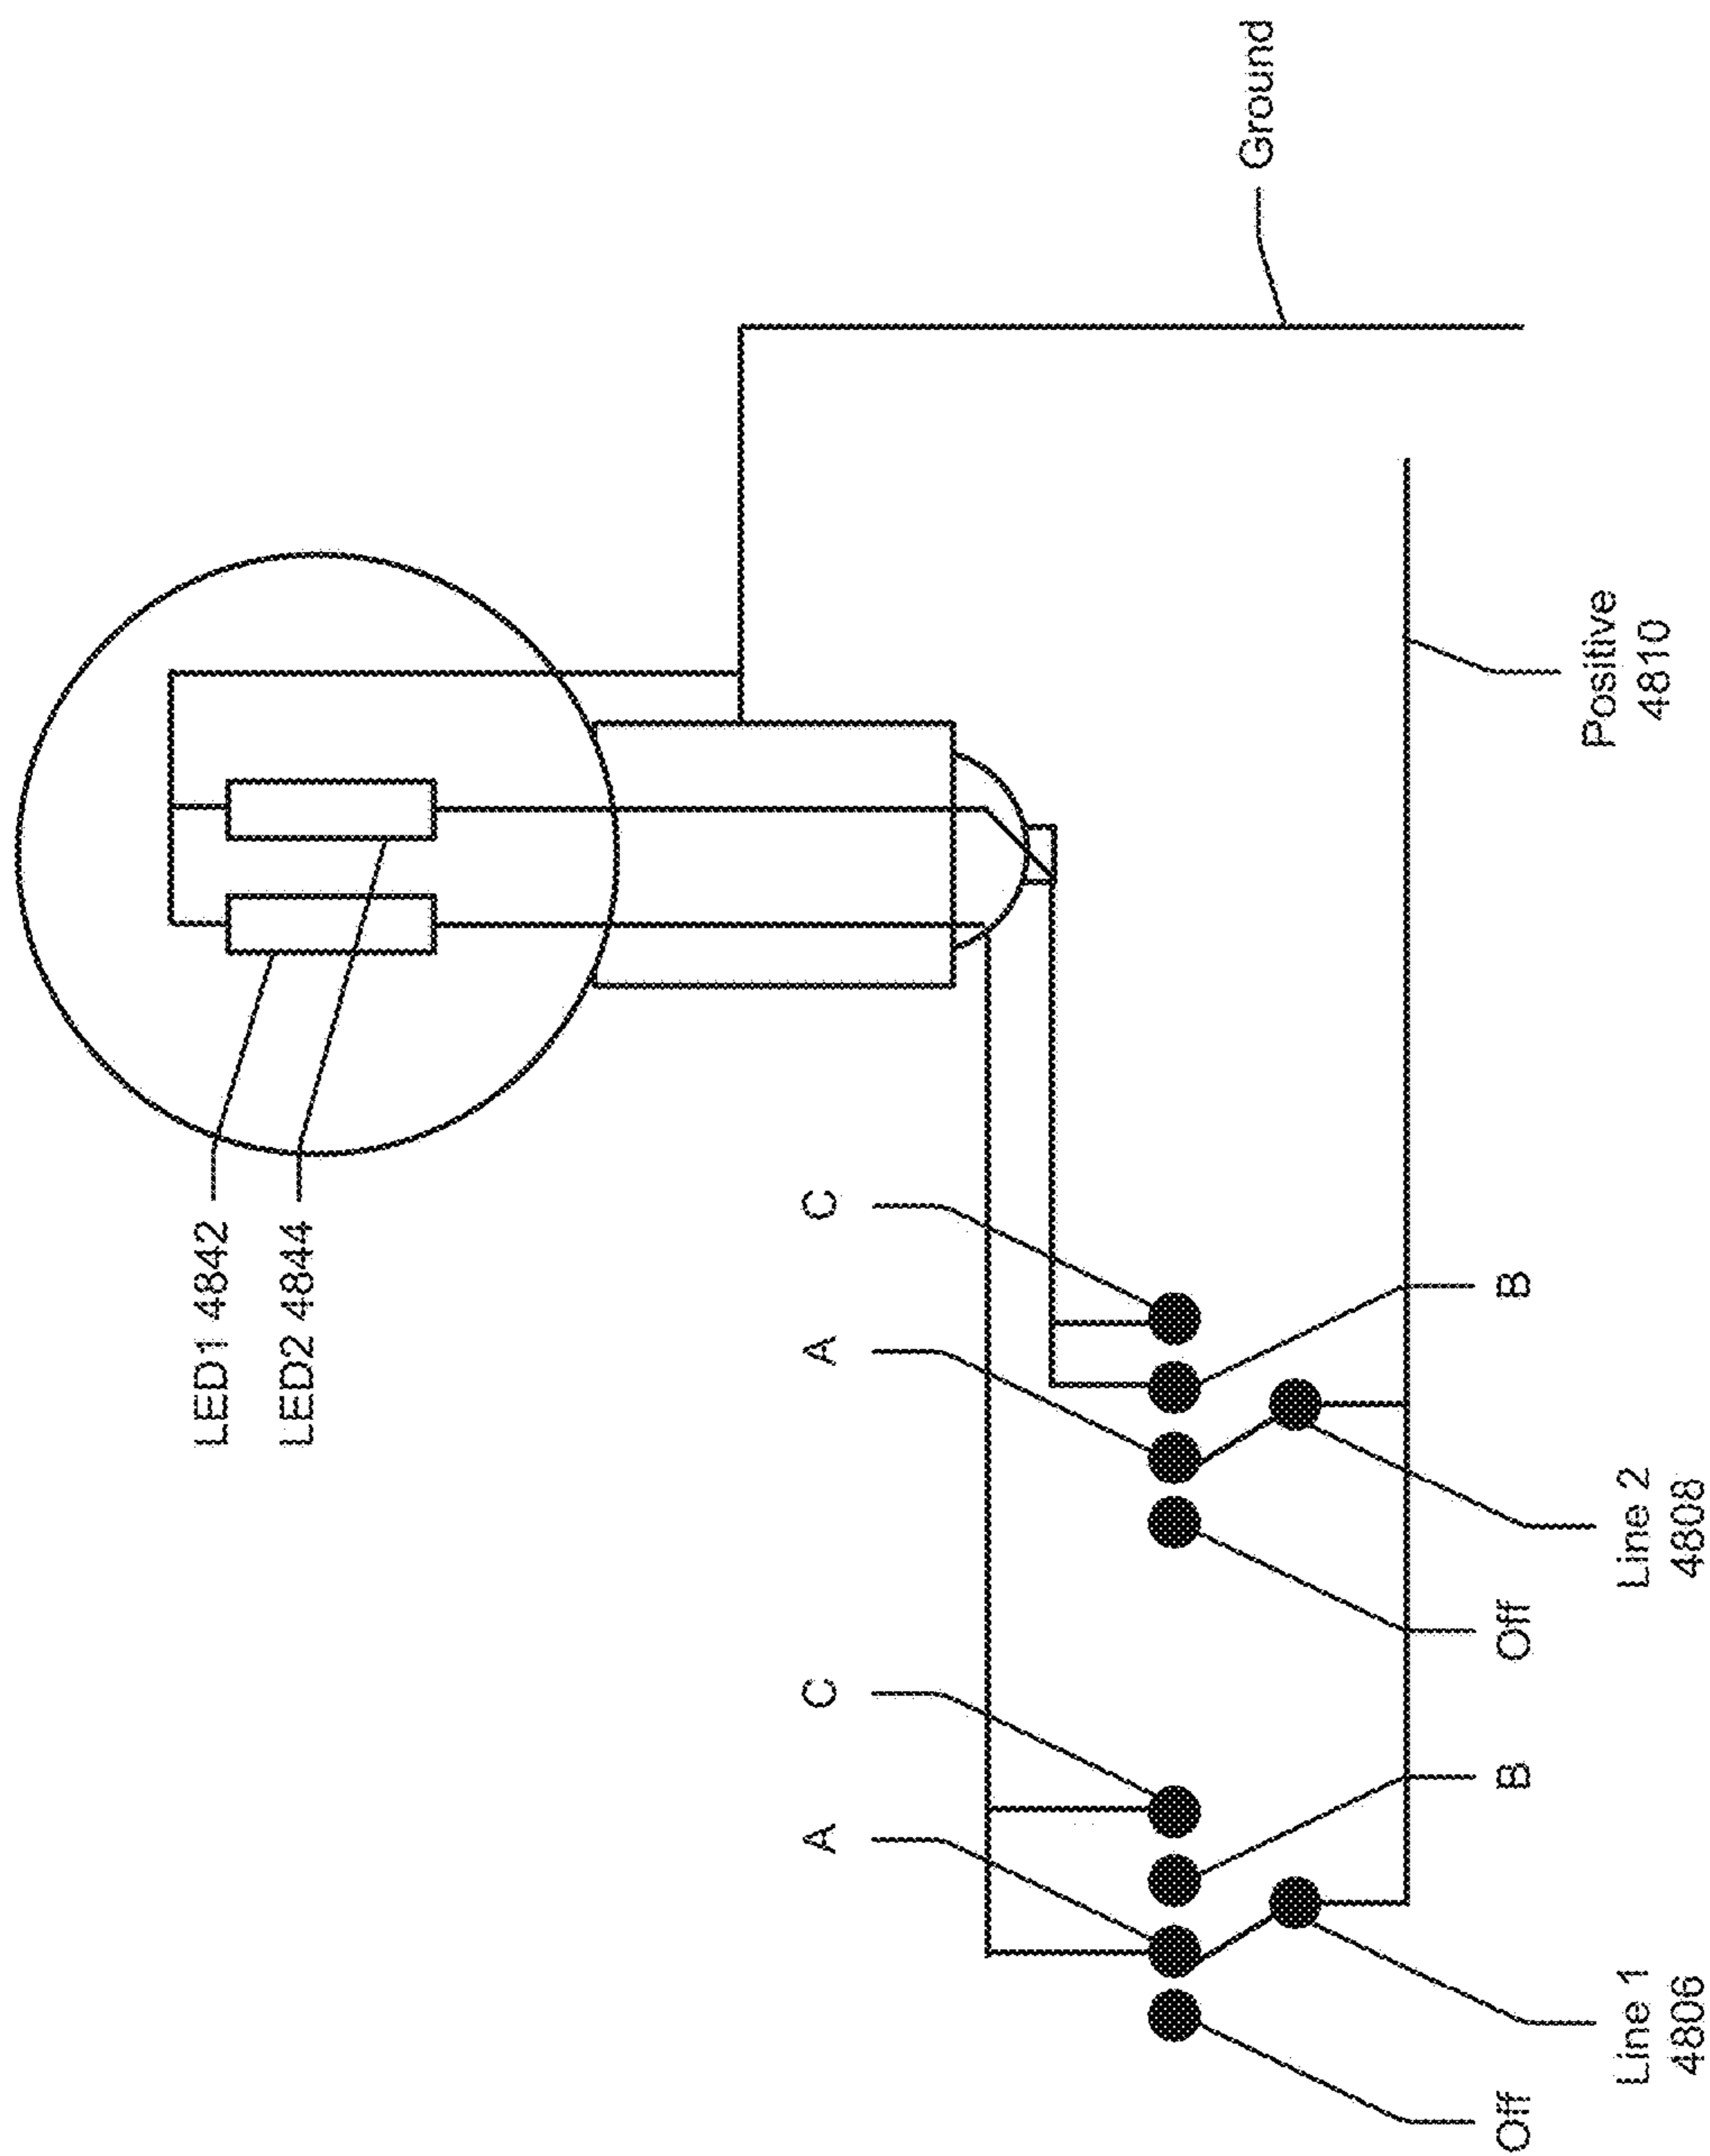 LED1 4842
LED2 4844
Ground
A
C
A
C
Off
B
Off
B
Line 1
4806
Line 2
4808
Positive
4810